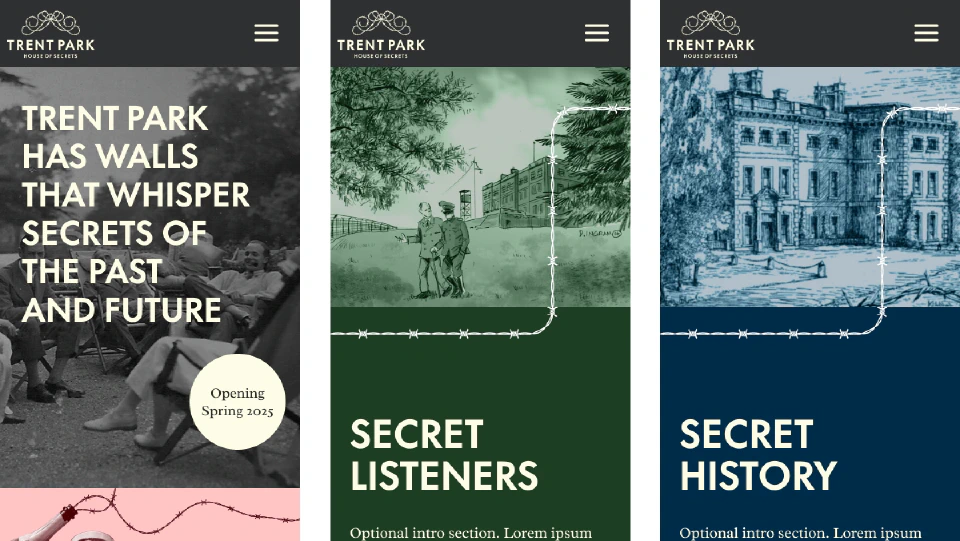 TRENT PARK
HOUSE OF SECRETS
TRENT PARK
HAS WALLS
THAT WHISPER
SECRETS OF
THE PAST
AND FUTURE
Opening
Spring 2025
TRENT PARK
HOUSE OF SECRETS
R.INGRAM
SECRET
LISTENERS
Optional intro section. Lorem ipsum
TRENT PARK
HOUSE OF SECRETS
SECRET
HISTORY
Optional intro section. Lorem ipsum